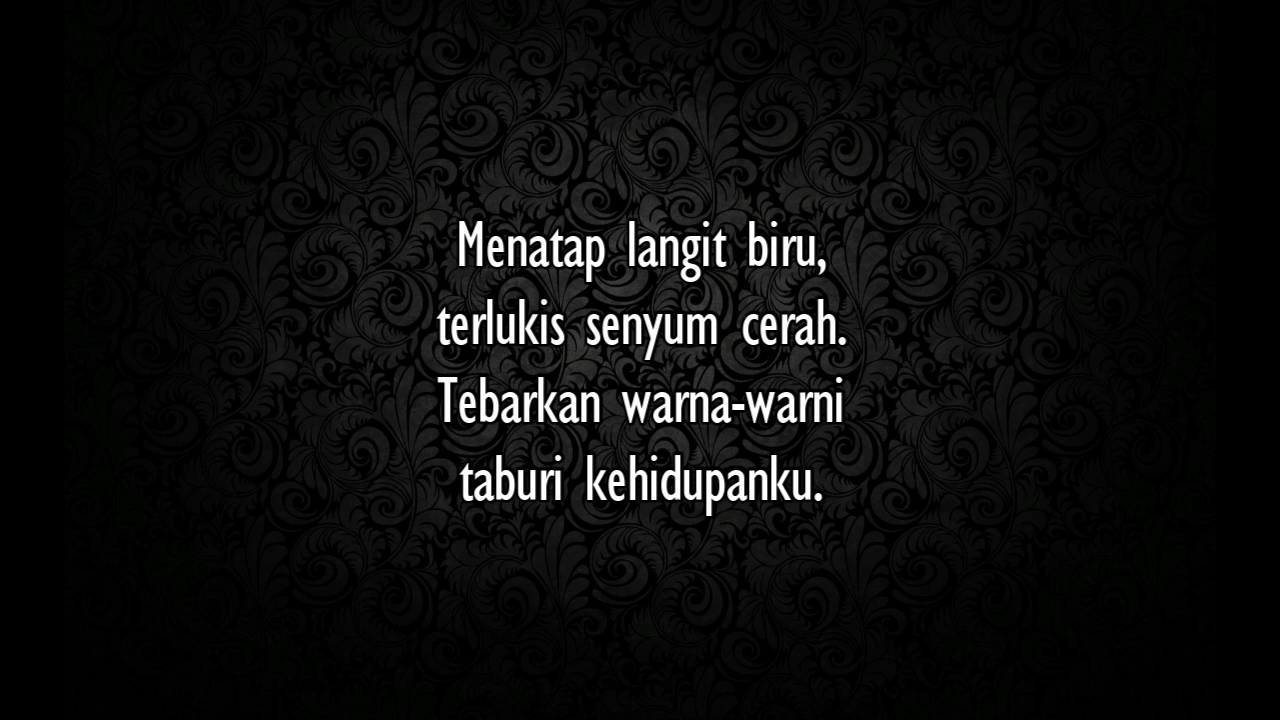 Menatap langit biru,
terlukis senyum cerah.
Tebarkan warna-warni
taburi kehidupanku.